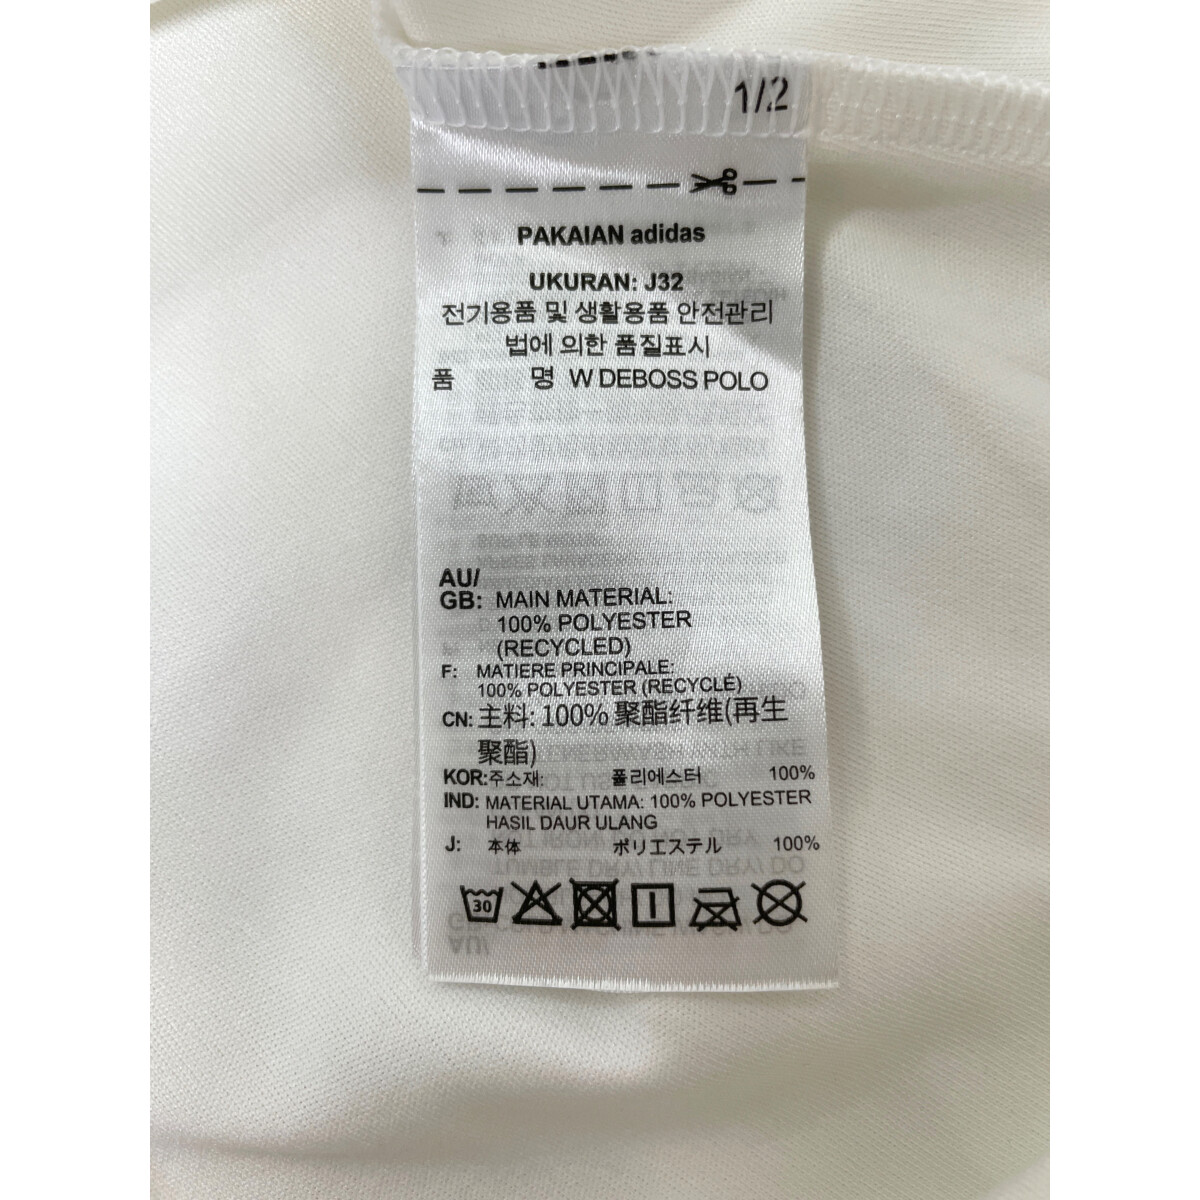 1/2
PAKAIAN adidas
UKURAN: J32
전기용품 및 생활용품 안전관리
법에 의한 품질표시
품 명 W DEBOSS POLO
AU/
GB: MAIN MATERIAL:
100% POLYESTER
(RECYCLED)
F: MATIERE PRINCIPALE:
100% POLYESTER (RECYCLÉ)
CN: 主料: 100% 聚酯纤维(再生
聚酯)
KOR: 주소재: 폴리에스터 100%
IND: MATERIAL UTAMA: 100% POLYESTER
HASIL DAUR ULANG
J: 本体 ポリエステル 100%
30